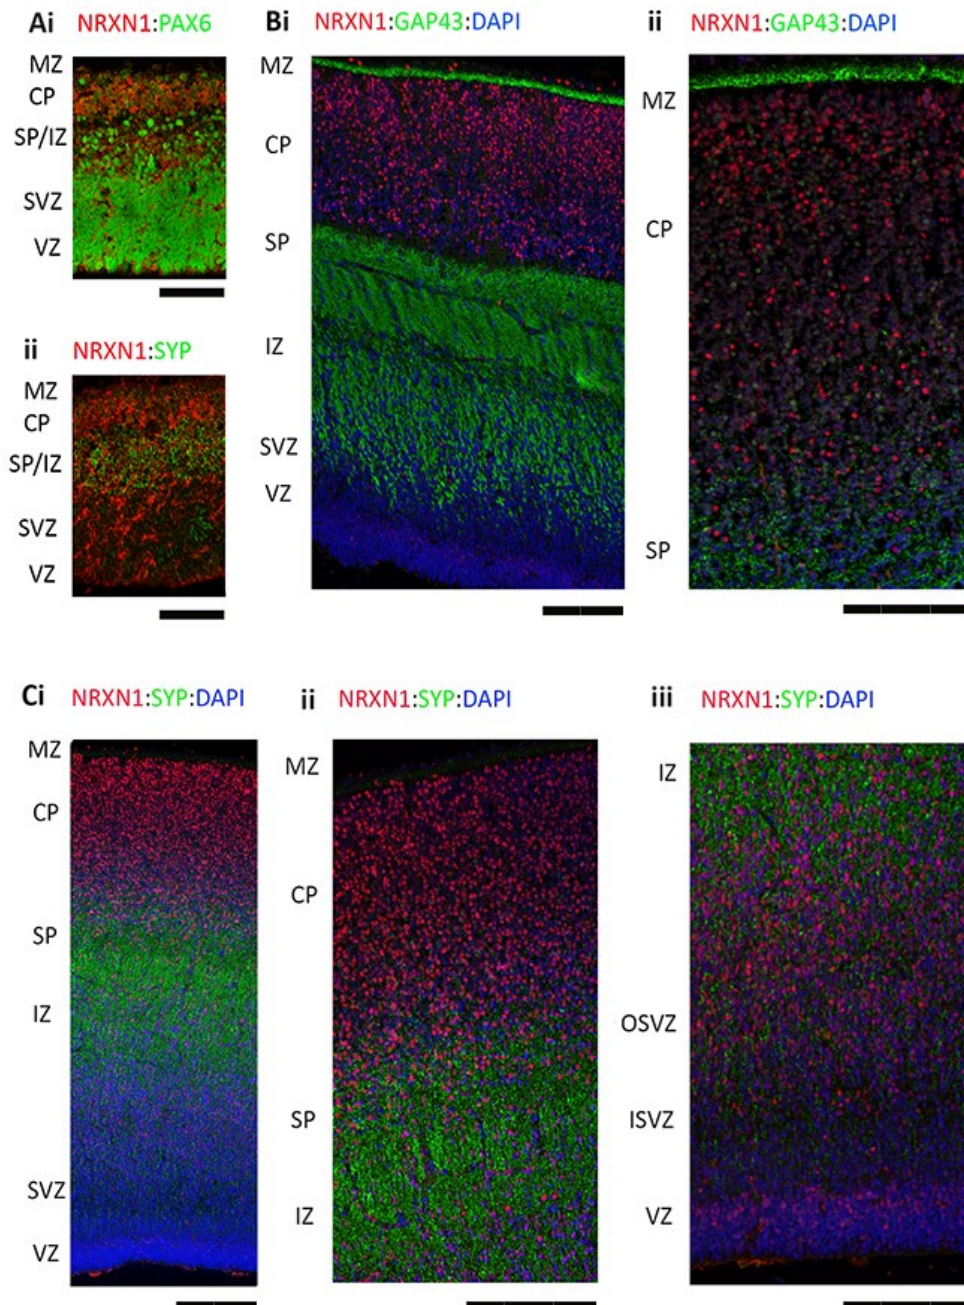 Ai NRXN1:PAX6
MZ
CP
SP/IZ
SVZ
VZ
ii NRXN1:SYP
MZ
CP
SP/IZ
SVZ
VZ
Bi NRXN1:GAP43:DAPI
MZ
CP
SP
IZ
SVZ
VZ
ii NRXN1:GAP43:DAPI
MZ
CP
SP
Ci NRXN1:SYP:DAPI
MZ
CP
SP
IZ
SVZ
VZ
ii NRXN1:SYP:DAPI
MZ
CP
SP
IZ
iii NRXN1:SYP:DAPI
IZ
OSVZ
ISVZ
VZ